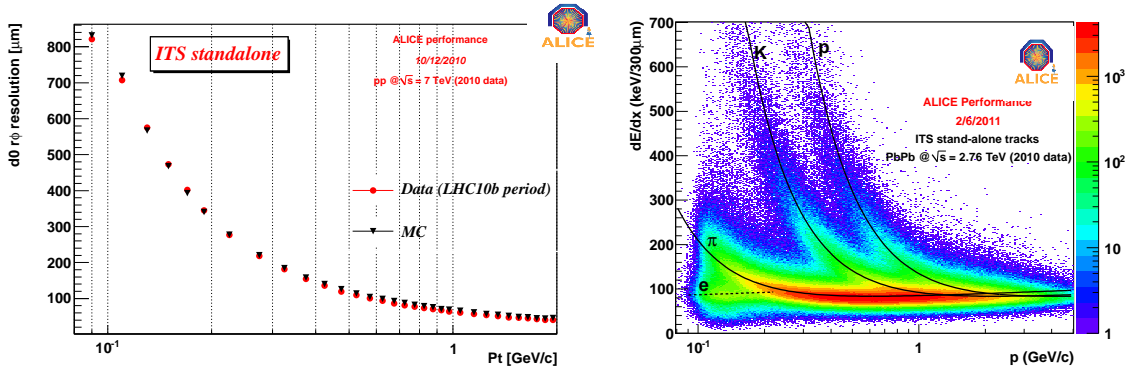 ITS standalone
ALICE
ALICE performance
10/12/2010
pp @ √s = 7 TeV (2010 data)
Data (LHC10b period)
MC
d0 rϕ resolution [μm]
800
700
600
500
400
300
200
100
10⁻¹
1
Pt [GeV/c]
K
p
ALICE
ALICE Performance
2/6/2011
ITS stand-alone tracks
PbPb @ √s = 2.76 TeV (2010 data)
π
e
dE/dx (keV/300μm)
700
600
500
400
300
200
100
0
10⁻¹
1
p (GeV/c)
10³
10²
10
1